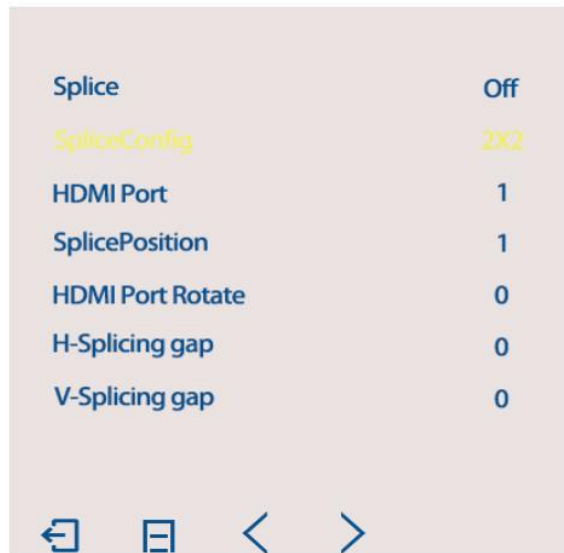 Splice Off
SpliceConfig 2X2
HDMI Port 1
SplicePosition 1
HDMI Port Rotate 0
H-Splicing gap 0
V-Splicing gap 0